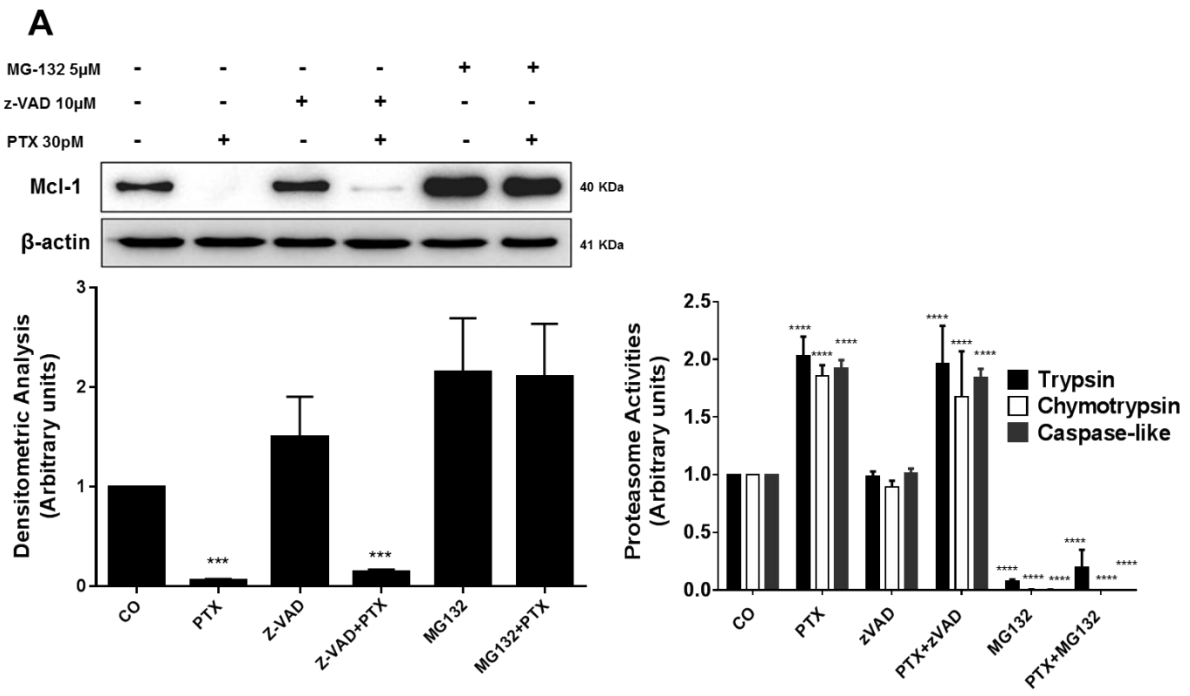 A
MG-132 5μM - - - - + +
z-VAD 10μM - - + + - -
PTX 30pM - + - + - +
Mcl-1 40 KDa
β-actin 41 KDa
Densitometric Analysis
(Arbitrary units)
3
2
1
0
*** ***
CO PTX Z-VAD Z-VAD+PTX MG132 MG132+PTX
Proteasome Activities
(Arbitrary units)
2.5
2.0
1.5
1.0
0.5
0.0
**** **** **** **** **** **** **** **** **** **** **** ****
CO PTX zVAD PTX+zVAD MG132 PTX+MG132
Trypsin
Chymotrypsin
Caspase-like